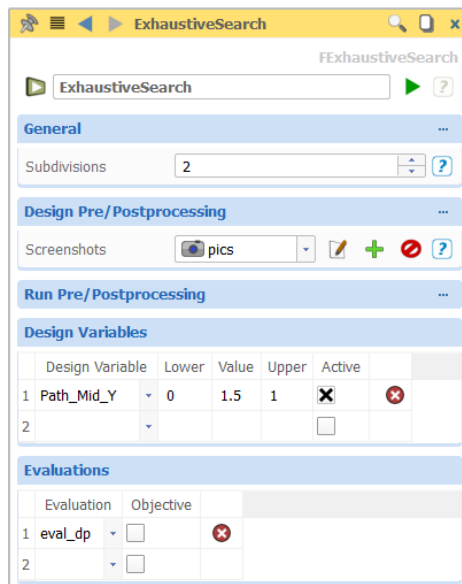 ExhaustiveSearch x
FExhaustiveSearch
ExhaustiveSearch ?
General ...
Subdivisions 2 ?
Design Pre/Postprocessing ...
Screenshots pics ?
Run Pre/Postprocessing ...
Design Variables
Design Variable Lower Value Upper Active
1 Path_Mid_Y 0 1.5 1
2
Evaluations
Evaluation Objective
1 eval_dp
2